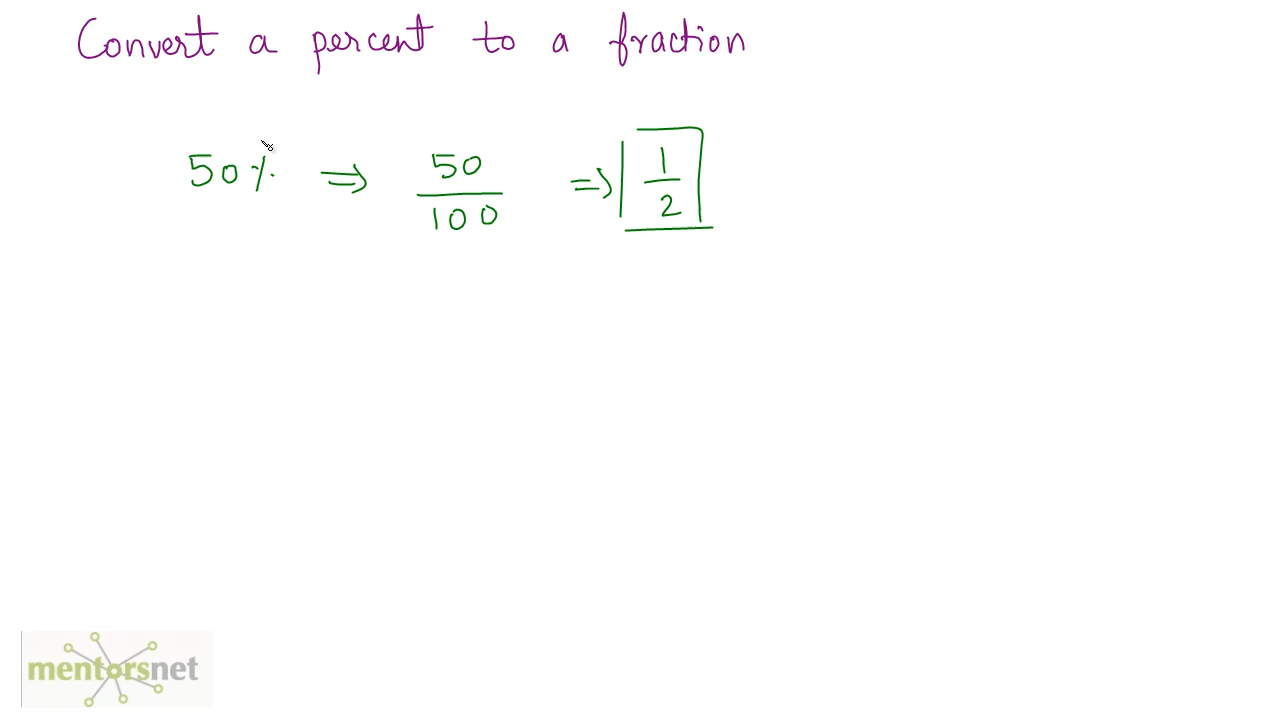 Convert a percent to a fraction
50% ⇒ 50/100 ⇒ 1/2
mentorsnet